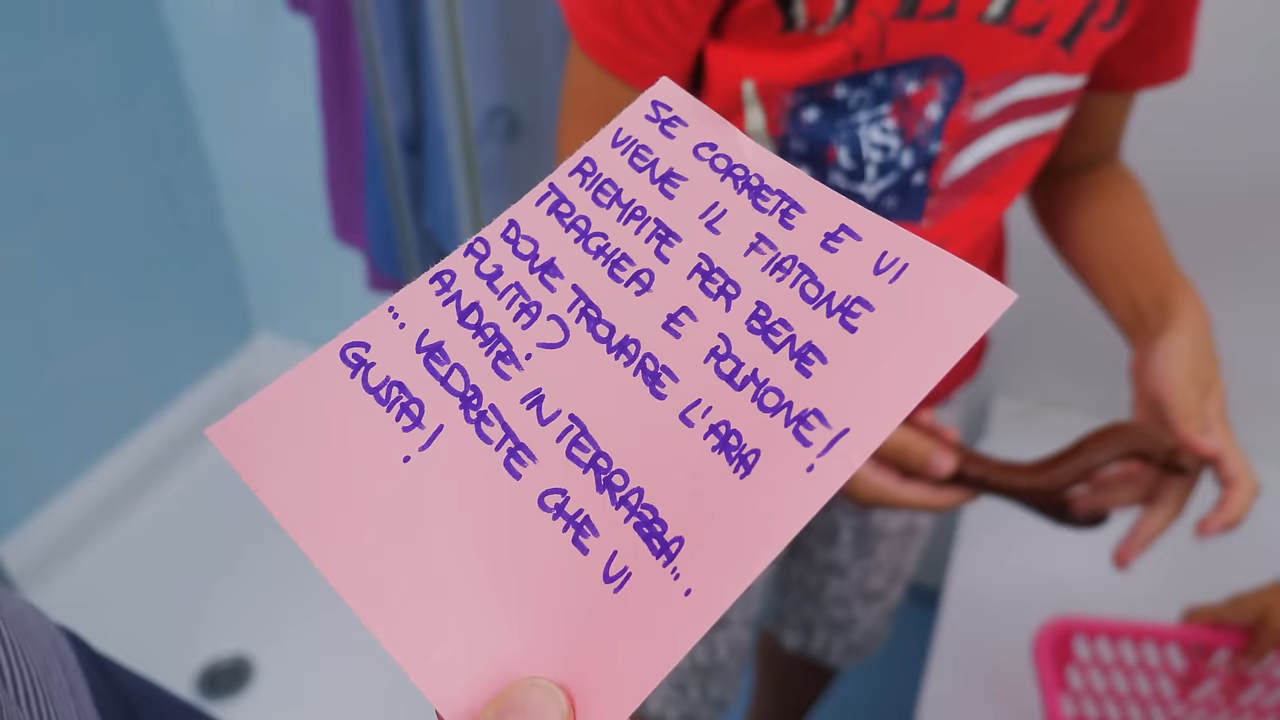 SE CORRETE E VI
VIENE IL FIATONE
RIEMPITE PER BENE
TRACHEA E POLMONE!
DOVE TROVARE L'ARIA
PULITA?
ANDATE IN TERRAZZA...
... VEDRETE CHE VI
GUSTA!